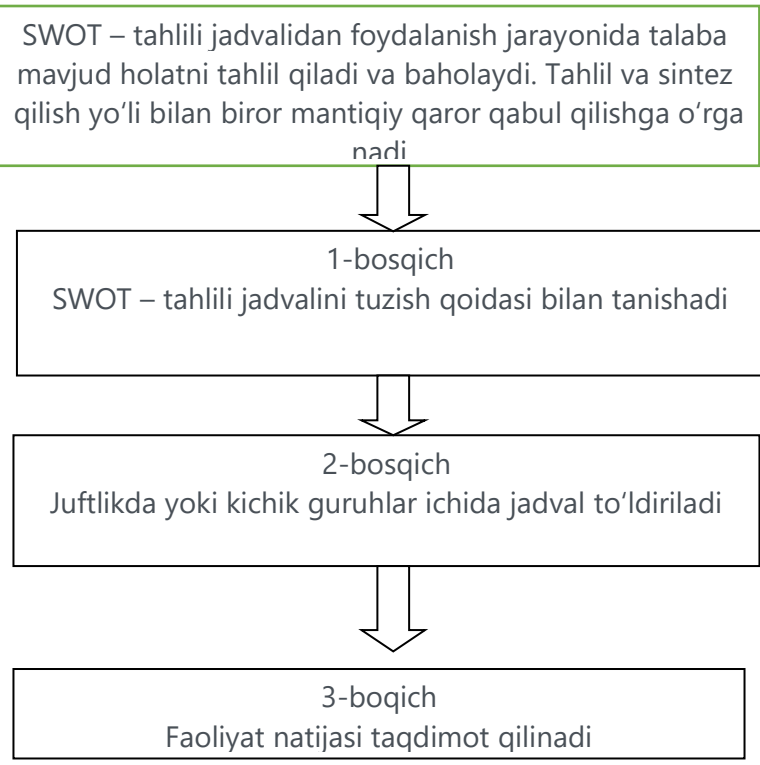 SWOT – tahlili jadvalidan foydalanish jarayonida talaba
mavjud holatni tahlil qiladi va baholaydi. Tahlil va sintez
qilish yo‘li bilan biror mantiqiy qaror qabul qilishga o‘rga
nadi
1-bosqich
SWOT – tahlili jadvalini tuzish qoidasi bilan tanishadi
2-bosqich
Juftlikda yoki kichik guruhlar ichida jadval to‘ldiriladi
3-boqich
Faoliyat natijasi taqdimot qilinadi